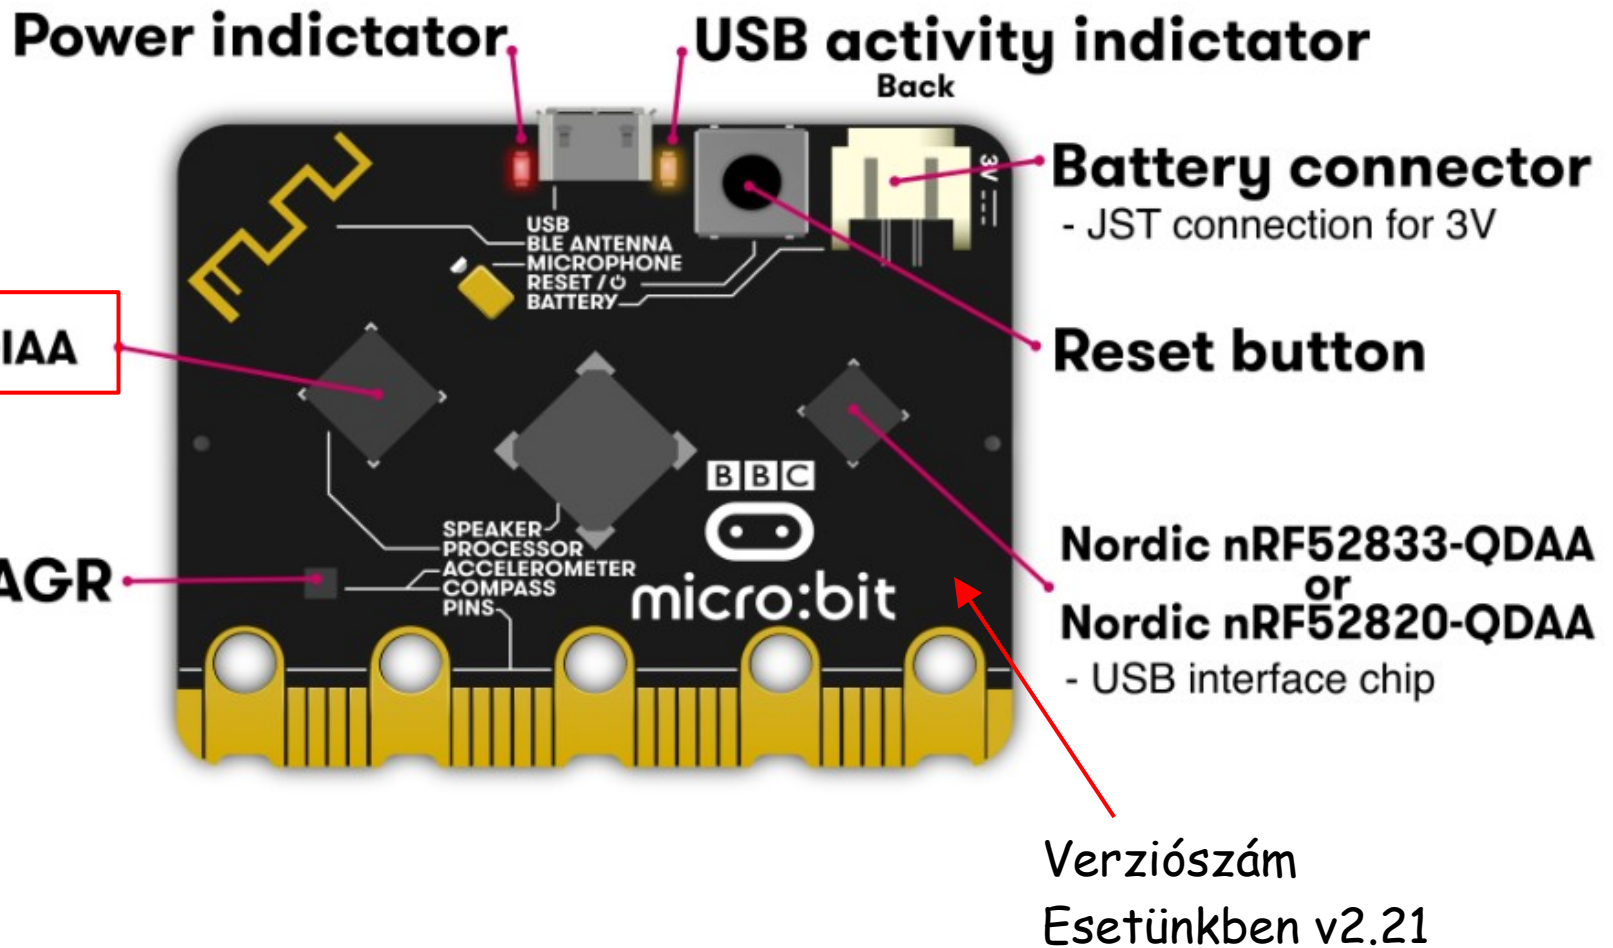 Power indictator
USB activity indictator
Back
Battery connector
- JST connection for 3V
3V
USB
BLE ANTENNA
MICROPHONE
RESET /
BATTERY
IAA
Reset button
BBC
SPEAKER
PROCESSOR
ACCELEROMETER
COMPASS
PINS
micro:bit
AGR
Nordic nRF52833-QDAA
or
Nordic nRF52820-QDAA
- USB interface chip
Verziószám
Esetünkben v2.21